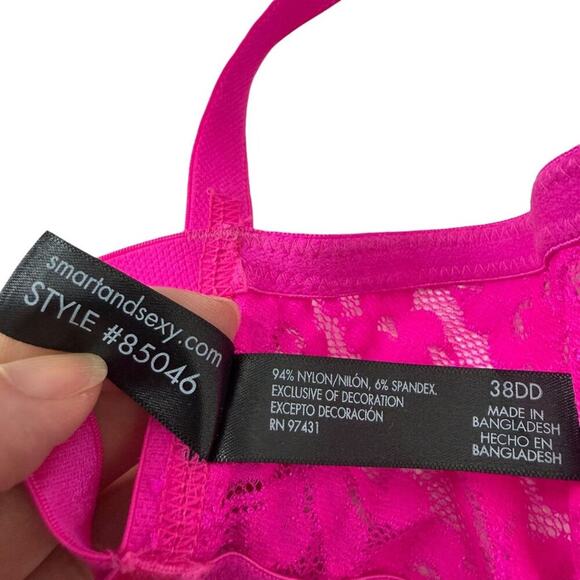 smartandsexy.com
STYLE #85046
94% NYLON/NILÓN, 6% SPANDEX.
EXCLUSIVE OF DECORATION
EXCEPTO DECORACIÓN
RN 97431
38DD
MADE IN
BANGLADESH
HECHO EN
BANGLADESH